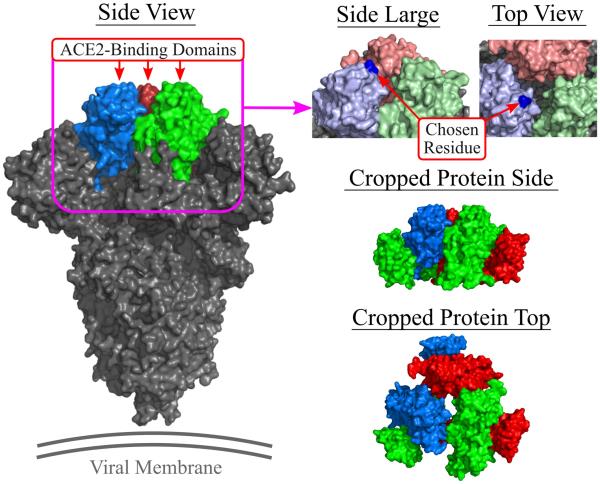 Side View
ACE2-Binding Domains
Side Large
Top View
Chosen
Residue
Cropped Protein Side
Cropped Protein Top
Viral Membrane